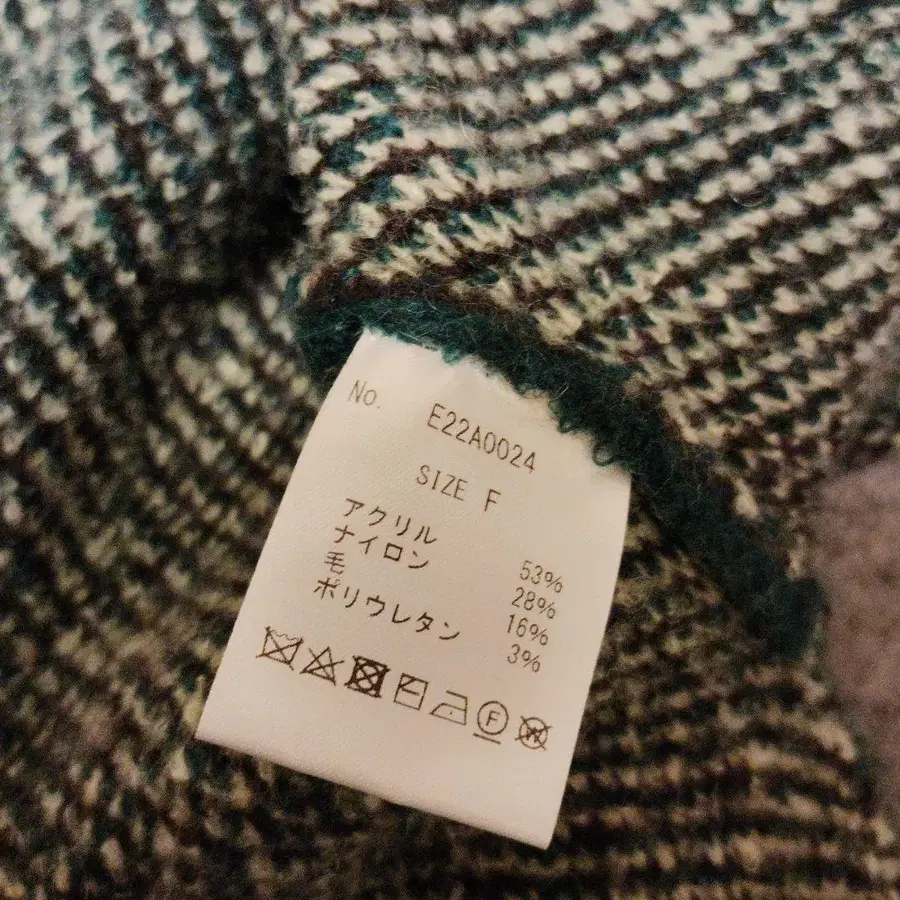 No. E22A0024
SIZE F
アクリル 53%
ナイロン 28%
毛 16%
ポリウレタン 3%
F W